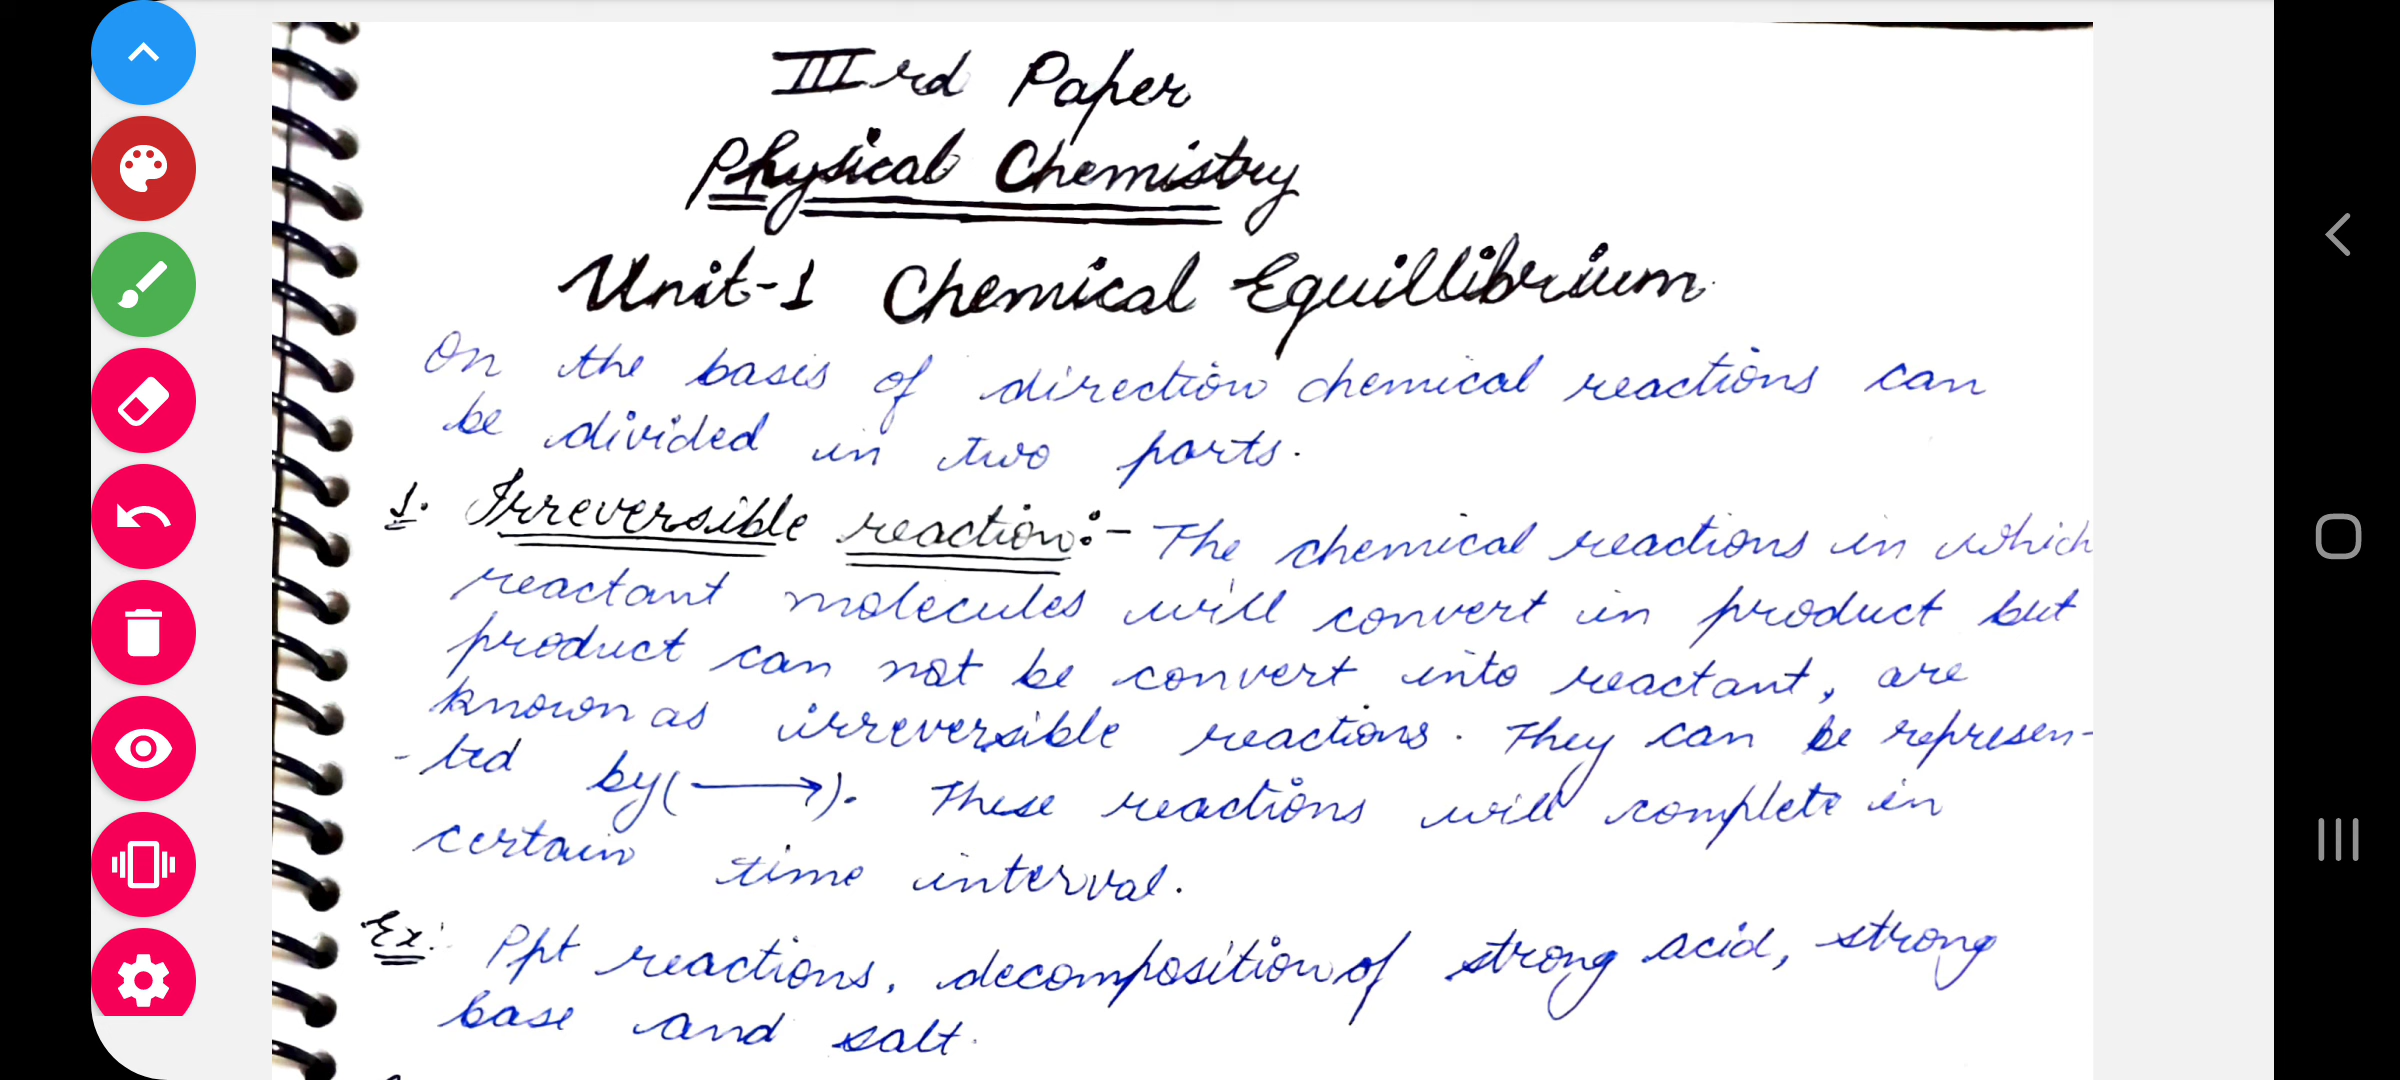 IIIrd Paper
Physical Chemistry
Unit-1 Chemical Equillibrium
On the basis of direction chemical reactions can
be divided in two parts.
1. Irreversible reaction:- The chemical reactions in which
reactant molecules will convert in product but
product can not be convert into reactant, are
known as irreversible reactions. They can be represen-
-ted by(⟶). These reactions will complete in
certain time interval.
Ex: Ppt reactions, decomposition of strong acid, strong
base and salt.